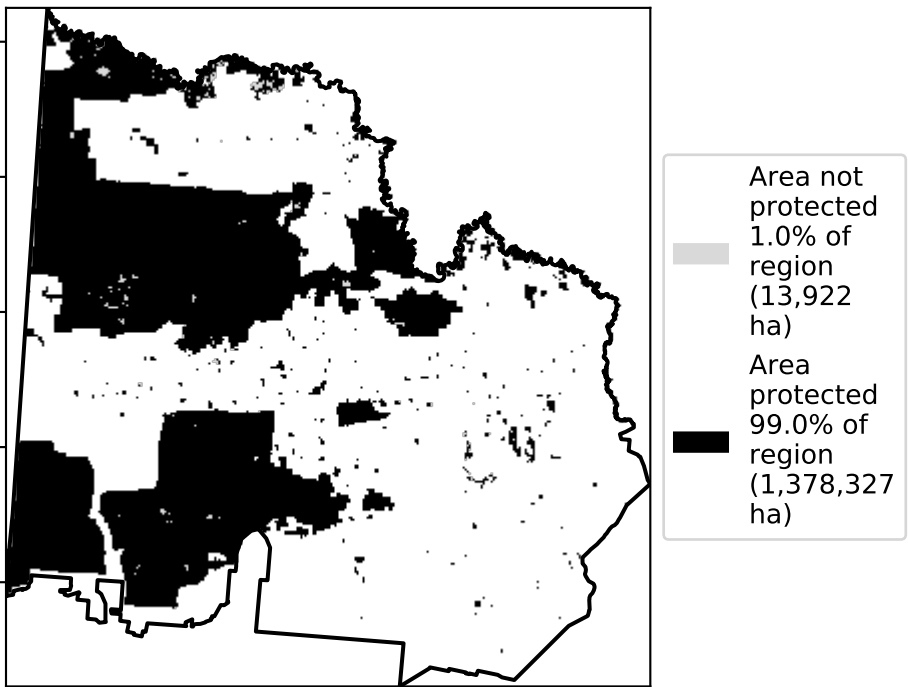 Area not
protected
1.0% of
region
(13,922
ha)
Area
protected
99.0% of
region
(1,378,327
ha)